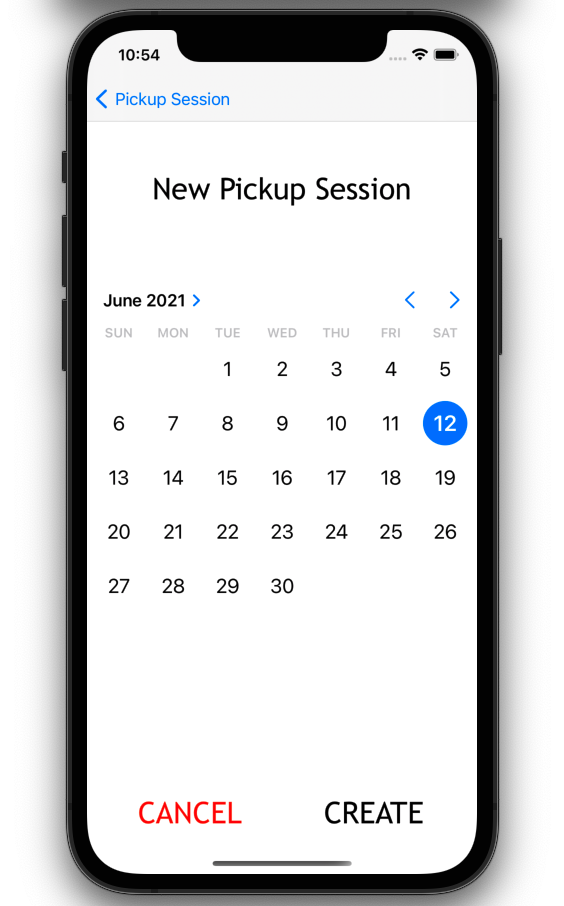 10:54
Pickup Session
New Pickup Session
June 2021
SUN MON TUE WED THU FRI SAT
1 2 3 4 5
6 7 8 9 10 11 12
13 14 15 16 17 18 19
20 21 22 23 24 25 26
27 28 29 30
CANCEL CREATE